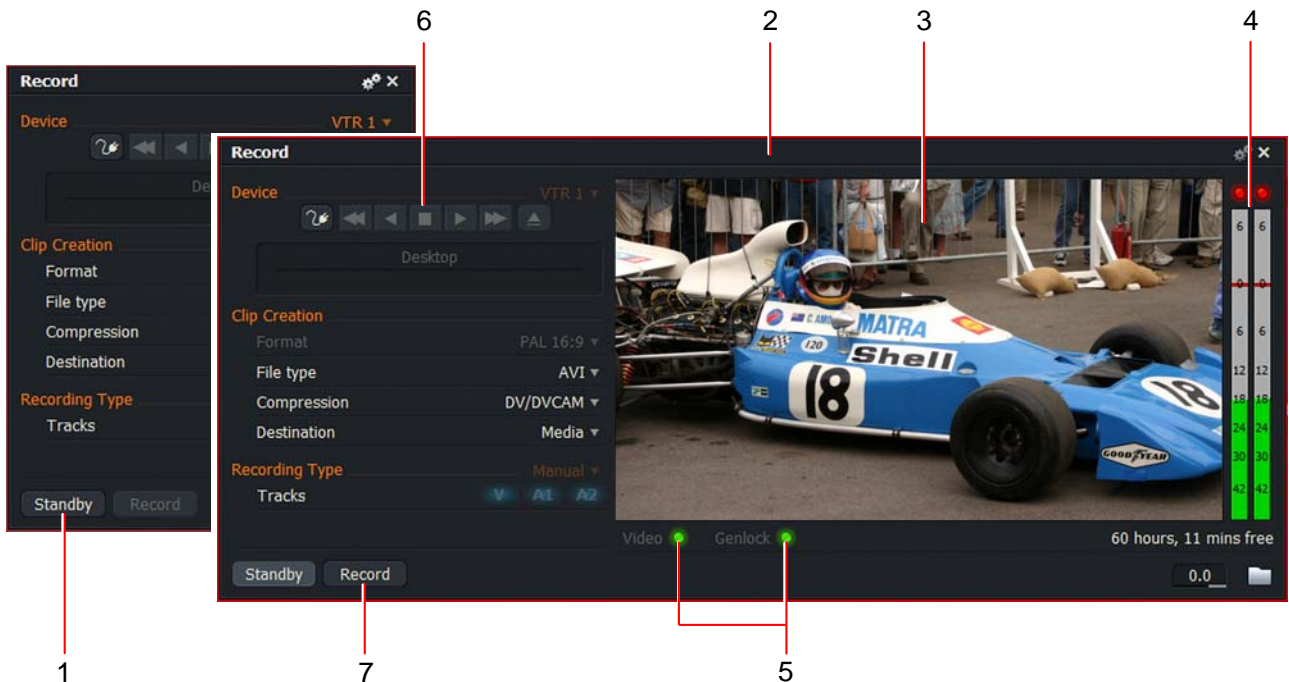 6
2
3
4
Record
Device
VTR 1
De
Clip Creation
Format
File type
Compression
Destination
Recording Type
Tracks
Standby
Record
Record
Device
VTR 1
Desktop
Clip Creation
Format
PAL 16:9
File type
AVI
Compression
DV/DVCAM
Destination
Media
Recording Type
Manual
Tracks
V A1 A2
Standby
Record
C. AMO
MATRA
120
Shell
18
18
GOOD YEAR
6 6
0 0
6 6
12 12
18 18
24 24
30 30
42 42
Video
Genlock
60 hours, 11 mins free
0.0
1
7
5